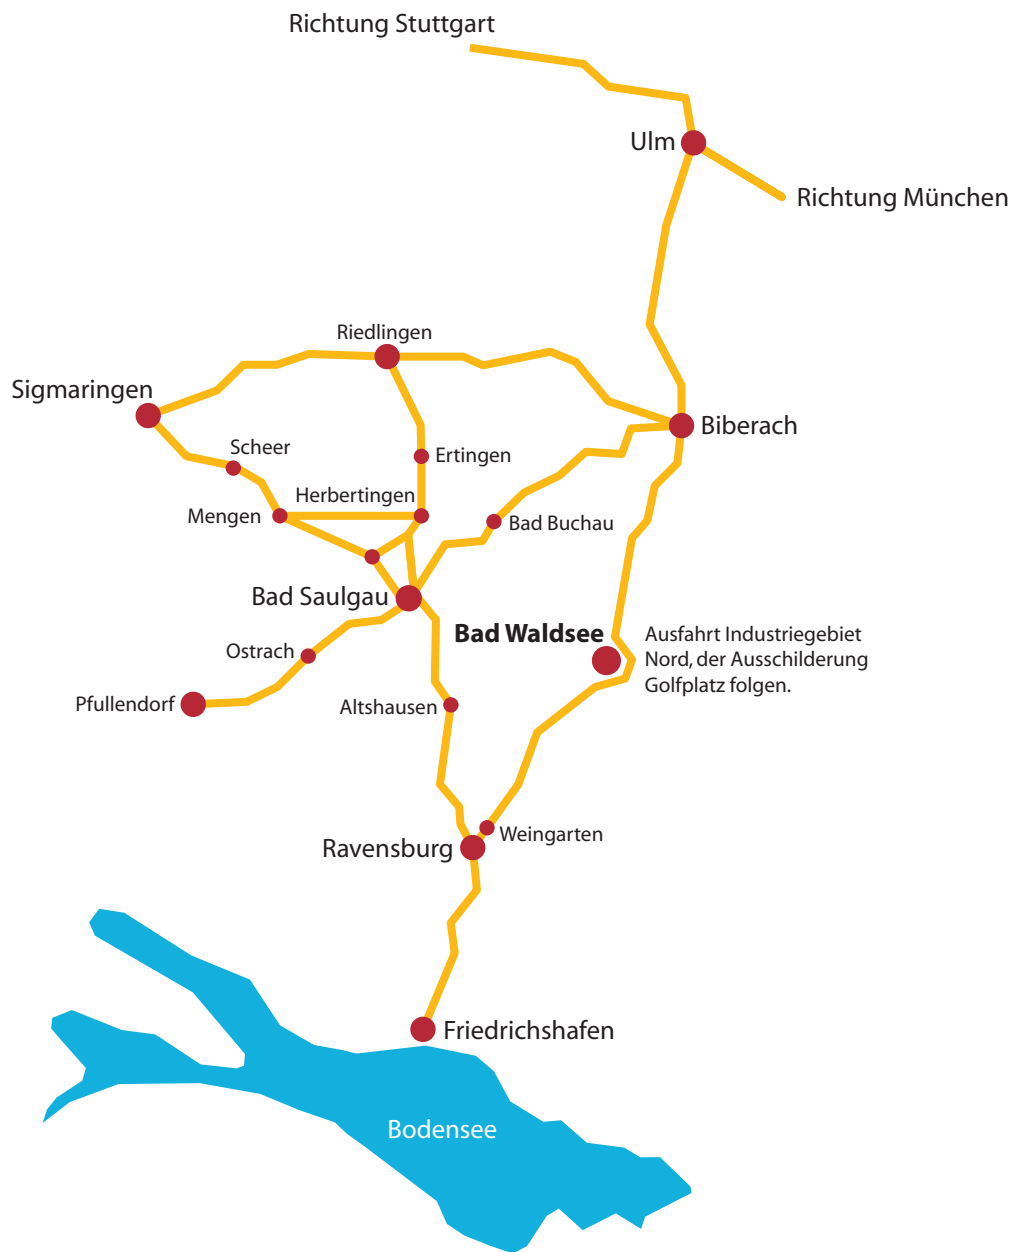 Richtung Stuttgart
Ulm
Richtung München
Riedlingen
Sigmaringen
Biberach
Scheer
Ertingen
Herbertingen
Mengen
Bad Buchau
Bad Saulgau
Bad Waldsee
Ausfahrt Industriegebiet
Nord, der Ausschilderung
Golfplatz folgen.
Ostrach
Pfullendorf
Altshausen
Weingarten
Ravensburg
Friedrichshafen
Bodensee